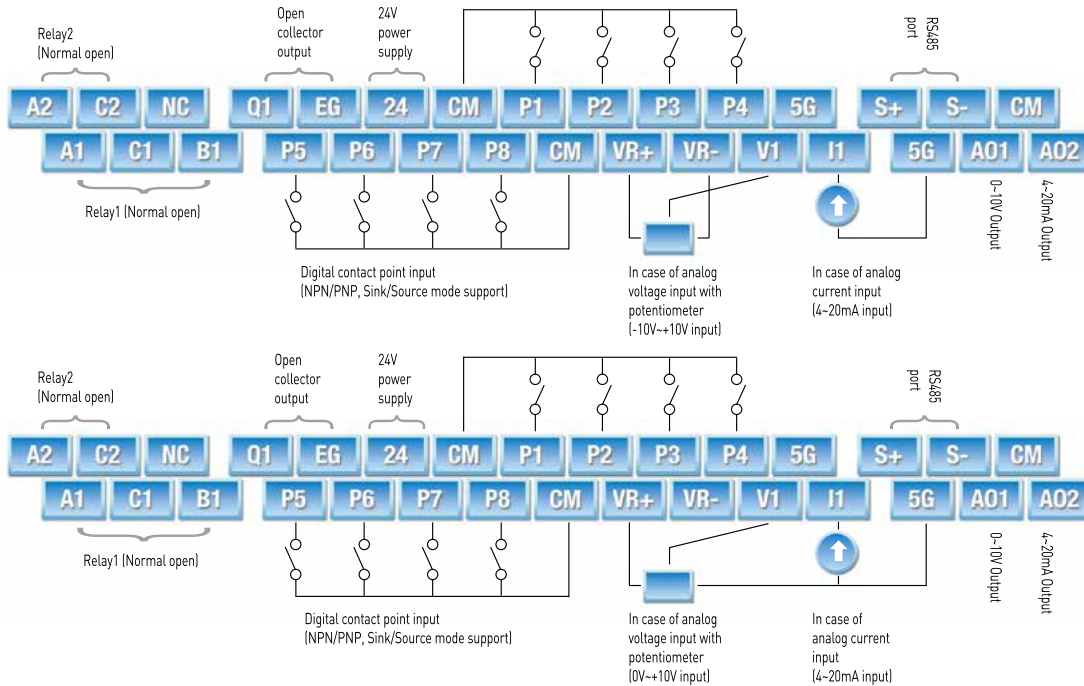 Relay2
(Normal open)
Open
collector
output
24V
power
supply
RS485
port
A2 C2 NC Q1 EG 24 CM P1 P2 P3 P4 5G S+ S- CM
A1 C1 B1 P5 P6 P7 P8 CM VR+ VR- V1 I1 5G AO1 AO2
Relay1 (Normal open)
Digital contact point input
(NPN/PNP, Sink/Source mode support)
In case of analog
voltage input with
potentiometer
(-10V~+10V input)
In case of analog
current input
(4~20mA input)
0~10V Output
4~20mA Output
Relay2
(Normal open)
Open
collector
output
24V
power
supply
RS485
port
A2 C2 NC Q1 EG 24 CM P1 P2 P3 P4 5G S+ S- CM
A1 C1 B1 P5 P6 P7 P8 CM VR+ VR- V1 I1 5G AO1 AO2
Relay1 (Normal open)
Digital contact point input
(NPN/PNP, Sink/Source mode support)
In case of analog
voltage input with
potentiometer
(0V~+10V input)
In case of
analog current
input
(4~20mA input)
0~10V Output
4~20mA Output